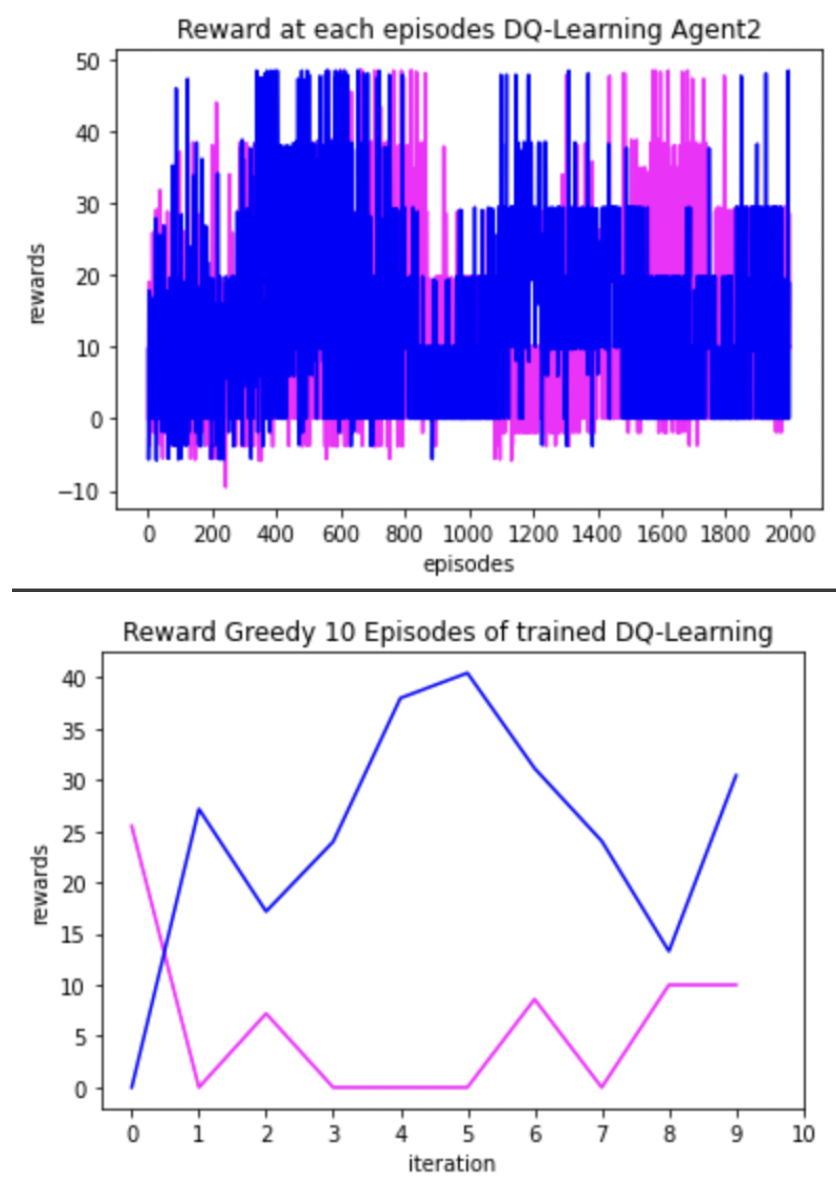 Reward at each episodes DQ-Learning Agent2
50
40
30
20
10
0
−10
rewards
0 200 400 600 800 1000 1200 1400 1600 1800 2000
episodes
Reward Greedy 10 Episodes of trained DQ-Learning
40
35
30
25
20
15
10
5
0
rewards
0 1 2 3 4 5 6 7 8 9 10
iteration